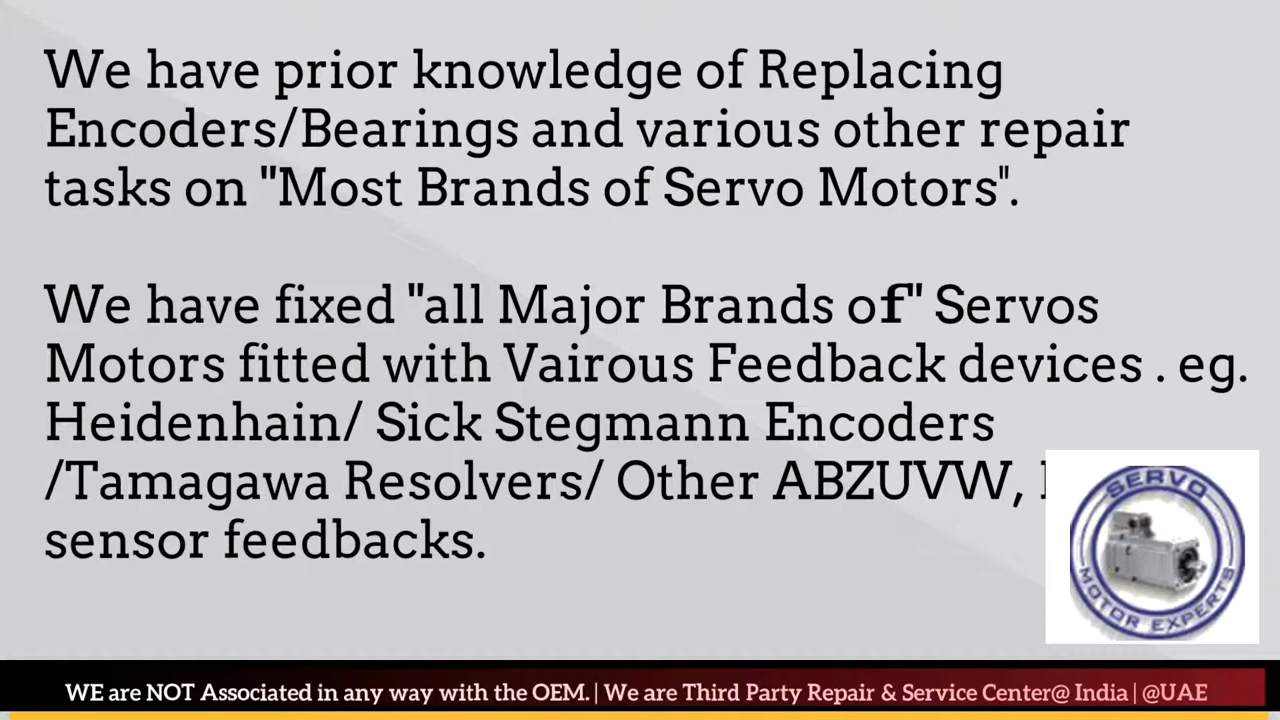 We have prior knowledge of Replacing
Encoders/Bearings and various other repair
tasks on "Most Brands of Servo Motors".
We have fixed "all Major Brands of" Servos
Motors fitted with Vairous Feedback devices . eg.
Heidenhain/ Sick Stegmann Encoders
/Tamagawa Resolvers/ Other ABZUVW,
sensor feedbacks.
SERVO
MOTOR EXPERTS
WE are NOT Associated in any way with the OEM. | We are Third Party Repair & Service Center@ India | @UAE